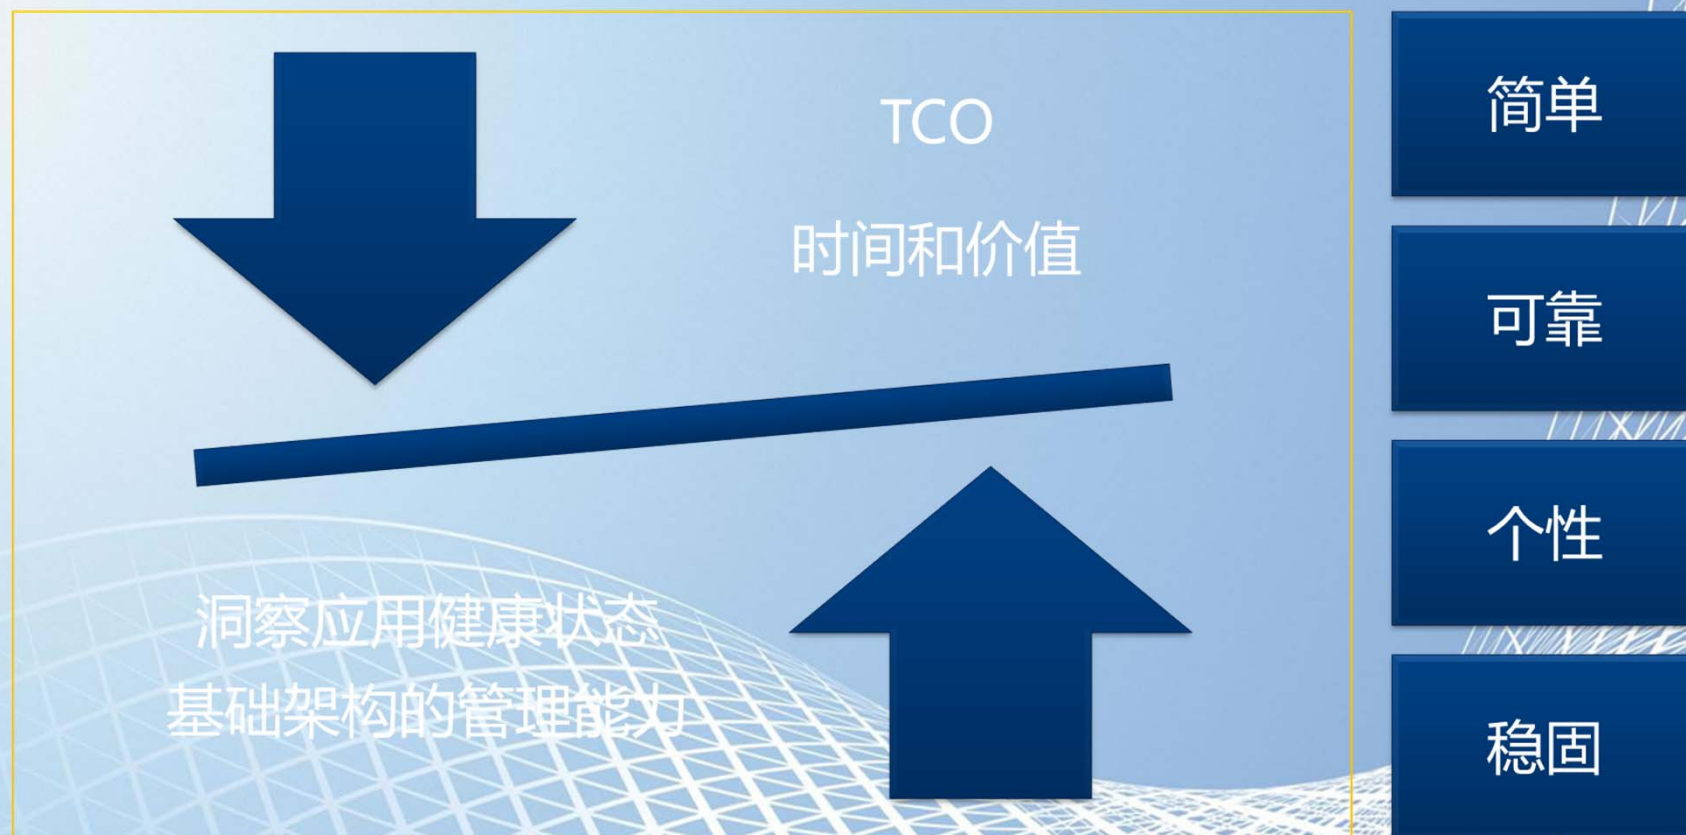 TCO
时间和价值
洞察应用健康状态
基础架构的管理能力
简单
可靠
个性
稳固